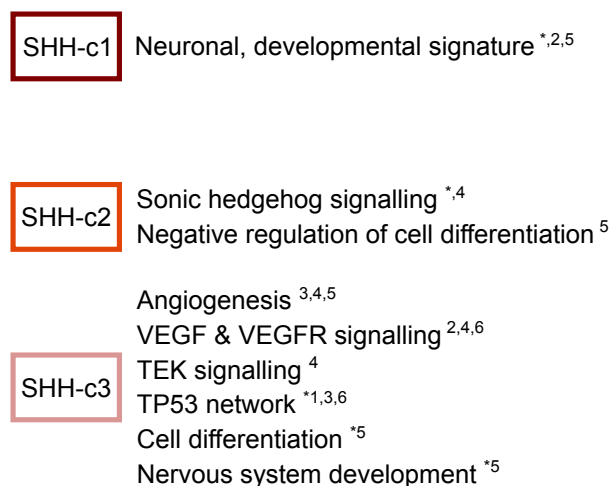 SHH-c1 Neuronal, developmental signature *,2,5
SHH-c2
Sonic hedgehog signalling *,4
Negative regulation of cell differentiation 5
SHH-c3
Angiogenesis 3,4,5
VEGF & VEGFR signalling 2,4,6
TEK signalling 4
TP53 network *1,3,6
Cell differentiation *5
Nervous system development *5